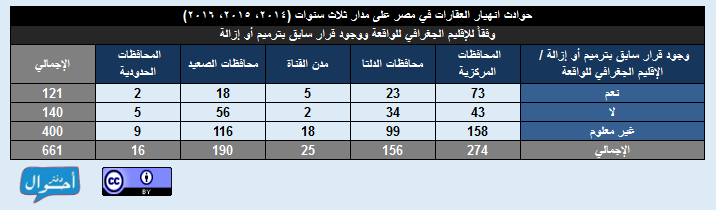 حوادث انهيار العقارات في مصر على مدار ثلاث سنوات (٢٠١٤، ٢٠١٥، ٢٠١٦)
وفقاً للإقليم الجغرافي للواقعة ووجود قرار سابق بترميم أو إزالة
وجود قرار سابق بترميم أو إزالة / الإقليم الجغرافي للواقعة المحافظات المركزية محافظات الدلتا مدن القناة محافظات الصعيد المحافظات الحدودية الإجمالي
نعم 73 23 5 18 2 121
لا 43 34 2 56 5 140
غير معلوم 158 99 18 116 9 400
الإجمالي 274 156 25 190 16 661
دفتر أحوال
cc BY